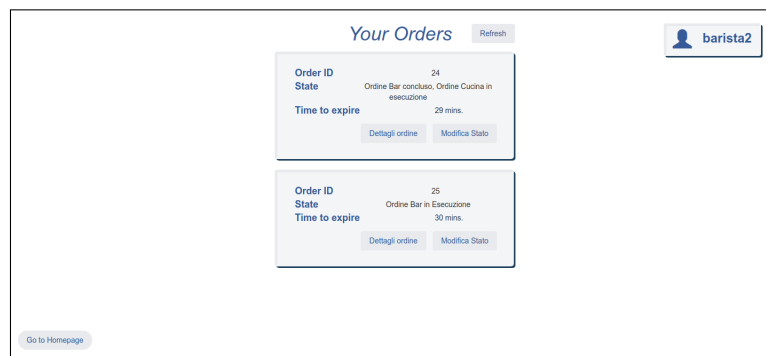 Your Orders
Refresh
barista2
Order ID 24
State Ordine Bar concluso, Ordine Cucina in
esecuzione
Time to expire 29 mins.
Dettagli ordine Modifica Stato
Order ID 25
State Ordine Bar in Esecuzione
Time to expire 30 mins.
Dettagli ordine Modifica Stato
Go to Homepage